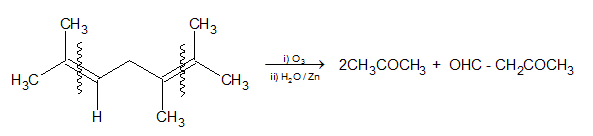 CH3 CH3
i) O3
2CH3COCH3 + OHC - CH2COCH3
H3C CH3 ii) H2O / Zn
H CH3